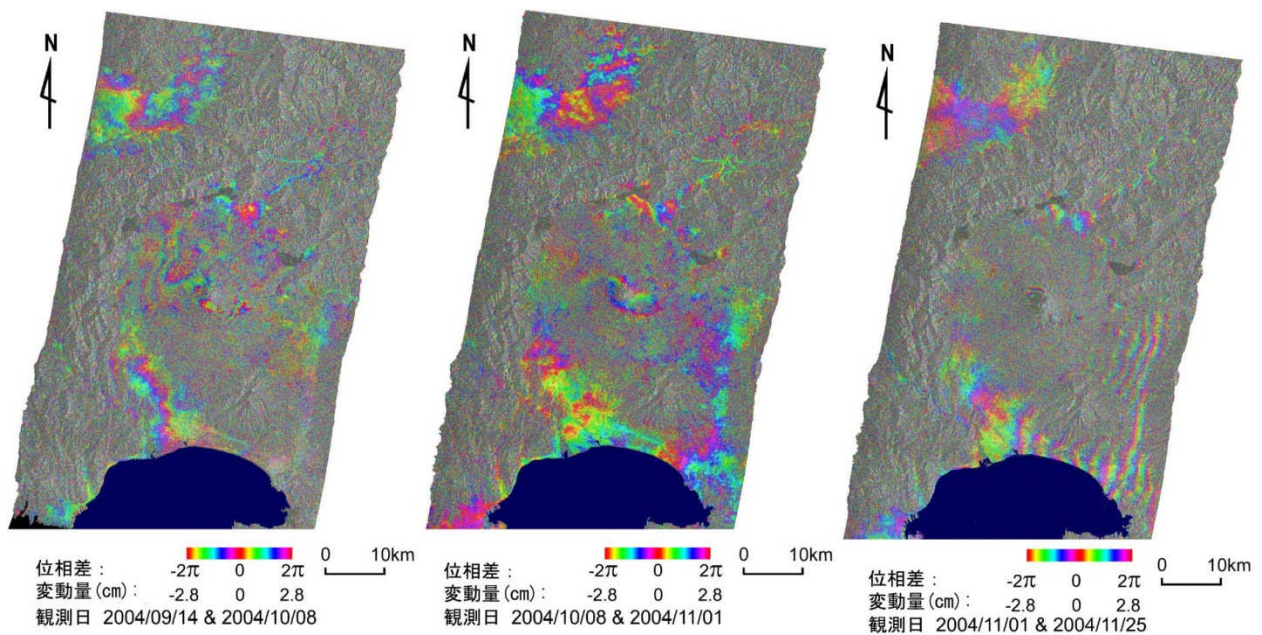 N
N
N
0 10km
位相差 : -2π 0 2π
変動量(cm) : -2.8 0 2.8
観測日 2004/09/14 & 2004/10/08
0 10km
位相差 : -2π 0 2π
変動量(cm) : -2.8 0 2.8
観測日 2004/10/08 & 2004/11/01
0 10km
位相差 : -2π 0 2π
変動量(cm) : -2.8 0 2.8
観測日 2004/11/01 & 2004/11/25